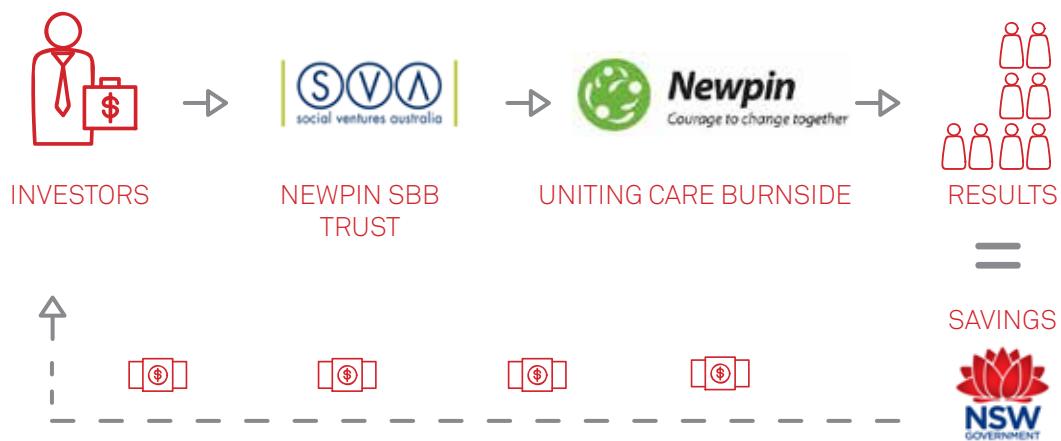 $
SVA
social ventures australia
Newpin
Courage to change together
INVESTORS
NEWPIN SBB
TRUST
UNITING CARE BURNSIDE
RESULTS
=
SAVINGS
$ $ $ $
NSW
GOVERNMENT